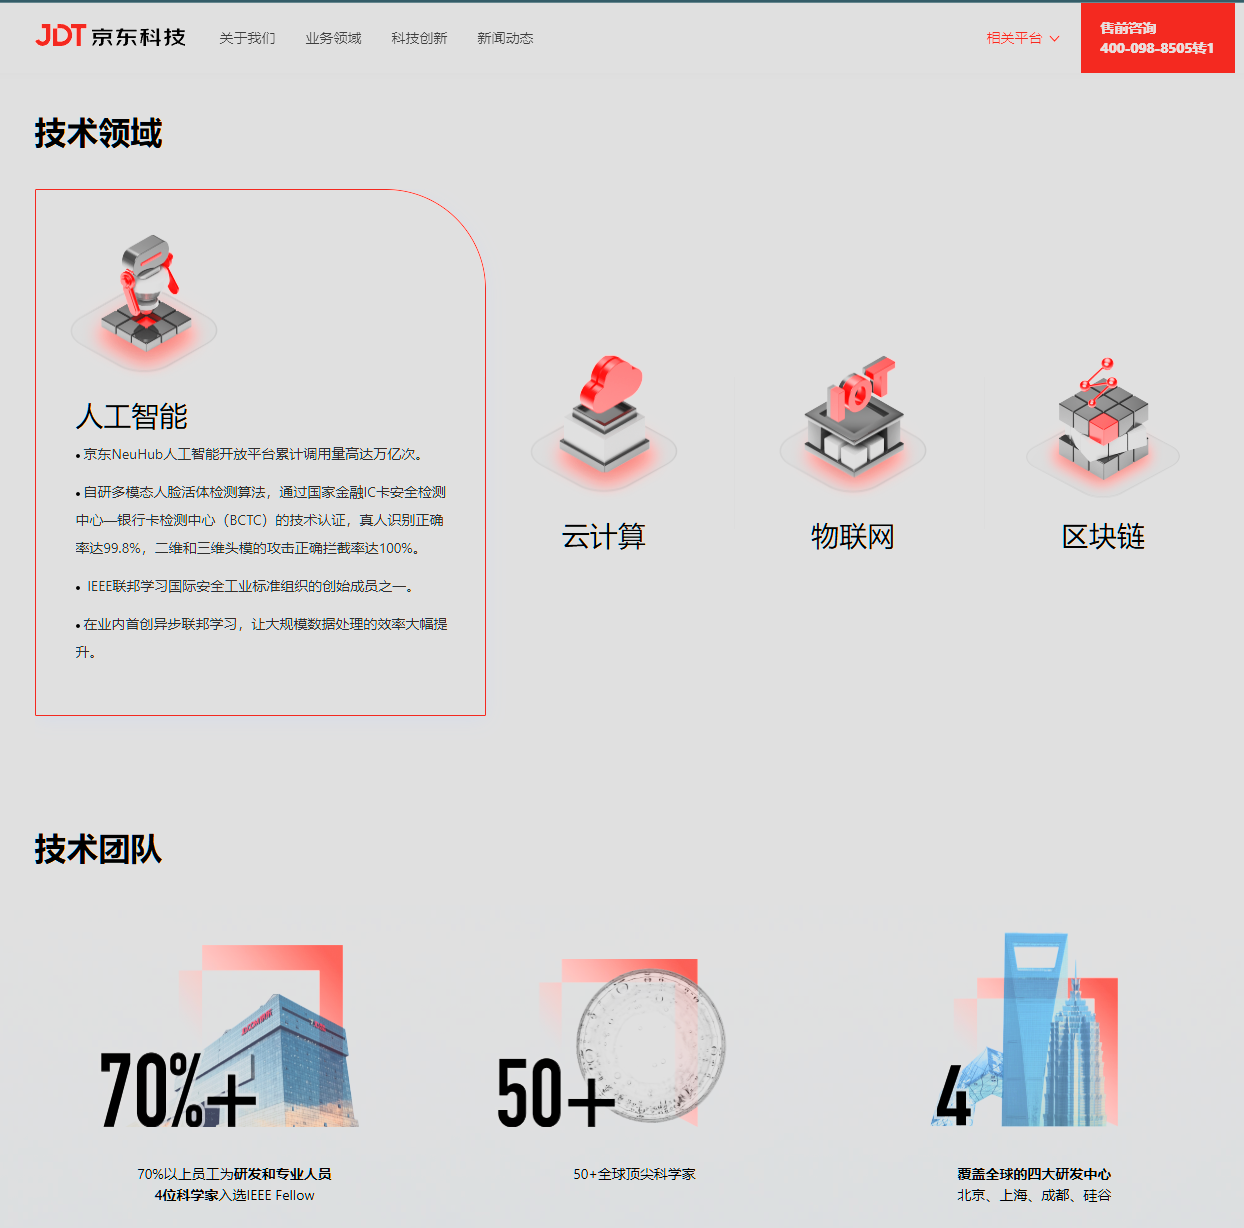 JDT 京东科技
关于我们
业务领域
科技创新
新闻动态
相关平台
售前咨询
400-098-8505转1
技术领域
人工智能
• 京东NeuHub人工智能开放平台累计调用量高达万亿次。
• 自研多模态人脸活体检测算法，通过国家金融IC卡安全检测
中心—银行卡检测中心（BCTC）的技术认证，真人识别正确
率达99.8%，二维和三维头模的攻击正确拦截率达100%。
• IEEE联邦学习国际安全工业标准组织的创始成员之一。
• 在业内首创异步联邦学习，让大规模数据处理的效率大幅提
升。
IOT
云计算
物联网
区块链
技术团队
70%+
50+
4
70%以上员工为研发和专业人员
4位科学家入选IEEE Fellow
50+全球顶尖科学家
覆盖全球的四大研发中心
北京、上海、成都、硅谷